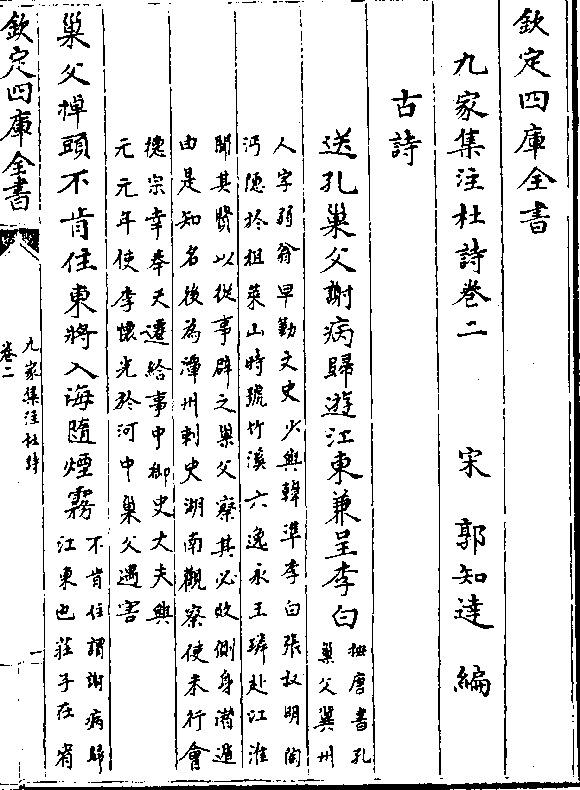 欽定四庫全書
九家集注杜詩卷二 宋 郭知達 編
古詩
送孔巢父謝病歸遊江東兼呈李白
唐書孔
巢父冀州
人字弱翁早勤文史少與韓準李白張叔明陶
沔隱於徂萊山時號竹溪六逸永王璘赴江淮
聞其賢以從事辟之巢父察其必敗側身潛遁
由是知名後為潭州刺史湖南觀察使未行會
德宗幸奉天遷給事中御史大夫興
元元年使李懷光於河中巢父遇害
巢父掉頭不肯住東將入海隨煙霧
不肯住謂謝病歸
江東也莊子在宥
欽定四庫全書
九家集注杜詩
卷二